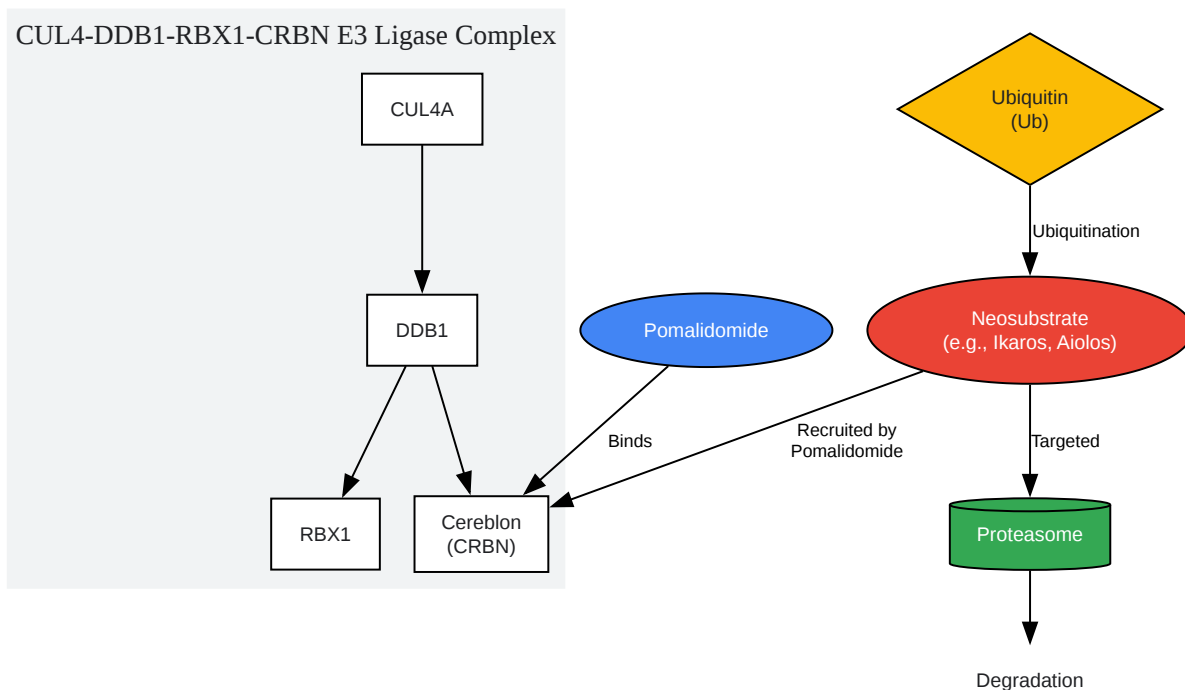 CUL4-DDB1-RBX1-CRBN E3 Ligase Complex
CUL4A
Ubiquitin
(Ub)
Ubiquitination
DDB1
Pomalidomide
Neosubstrate
(e.g., Ikaros, Aiolos)
Binds
Recruited by
Pomalidomide
Targeted
RBX1
Cereblon
(CRBN)
Proteasome
Degradation